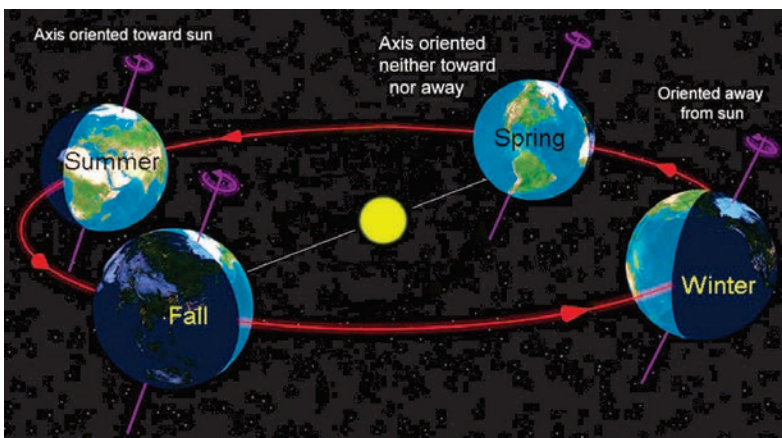 Axis oriented toward sun
Axis oriented
neither toward
nor away
Oriented away
from sun
Summer
Spring
Fall
Winter